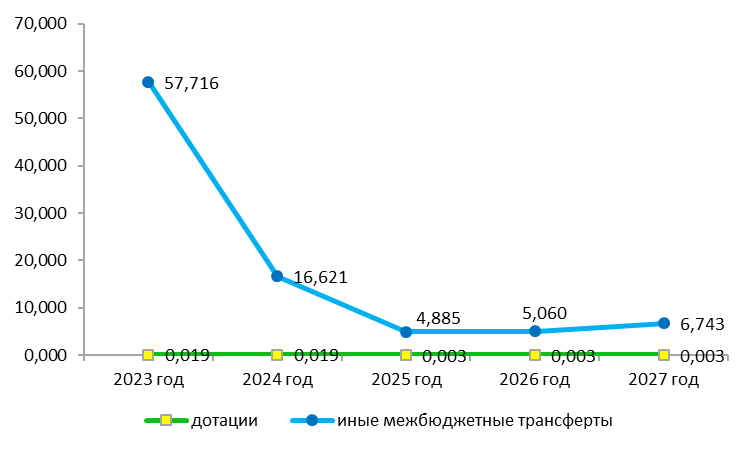 70,000
60,000
57,716
50,000
40,000
30,000
20,000
16,621
10,000
4,885
5,060
6,743
0,000
0,019
0,019
0,003
0,003
0,003
2023 год
2024 год
2025 год
2026 год
2027 год
дотации
иные межбюджетные трансферты